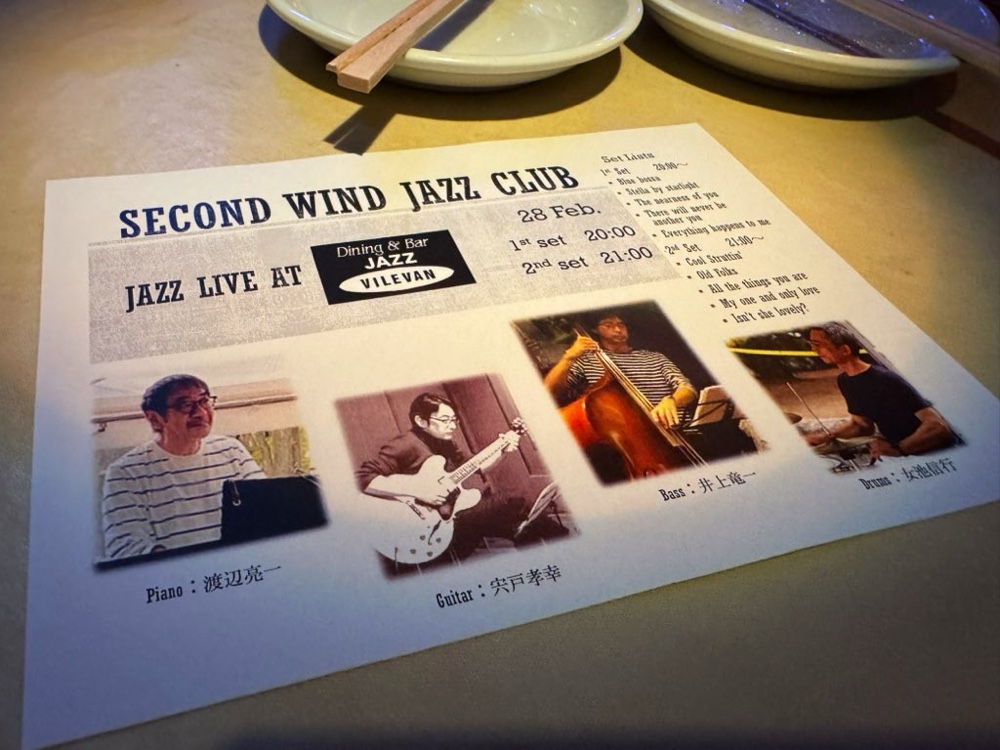 SECOND WIND JAZZ CLUB
JAZZ LIVE AT
Dining & Bar
JAZZ
VILEVAN
28 Feb.
1st set 20:00
2nd set 21:00
Set Lists
1st Set 20:00~
• Blue bossa
• Stella by starlight
• The nearness of you
• There will never be
another you
• Everything happens to me
2nd Set 21:00~
• Cool Struttin'
• Old Folks
• All the things you are
• My one and only love
• Isn't she lovely?
Piano：渡辺亮一
Guitar：宍戸孝幸
Bass：井上竜一
Drums：女池信行